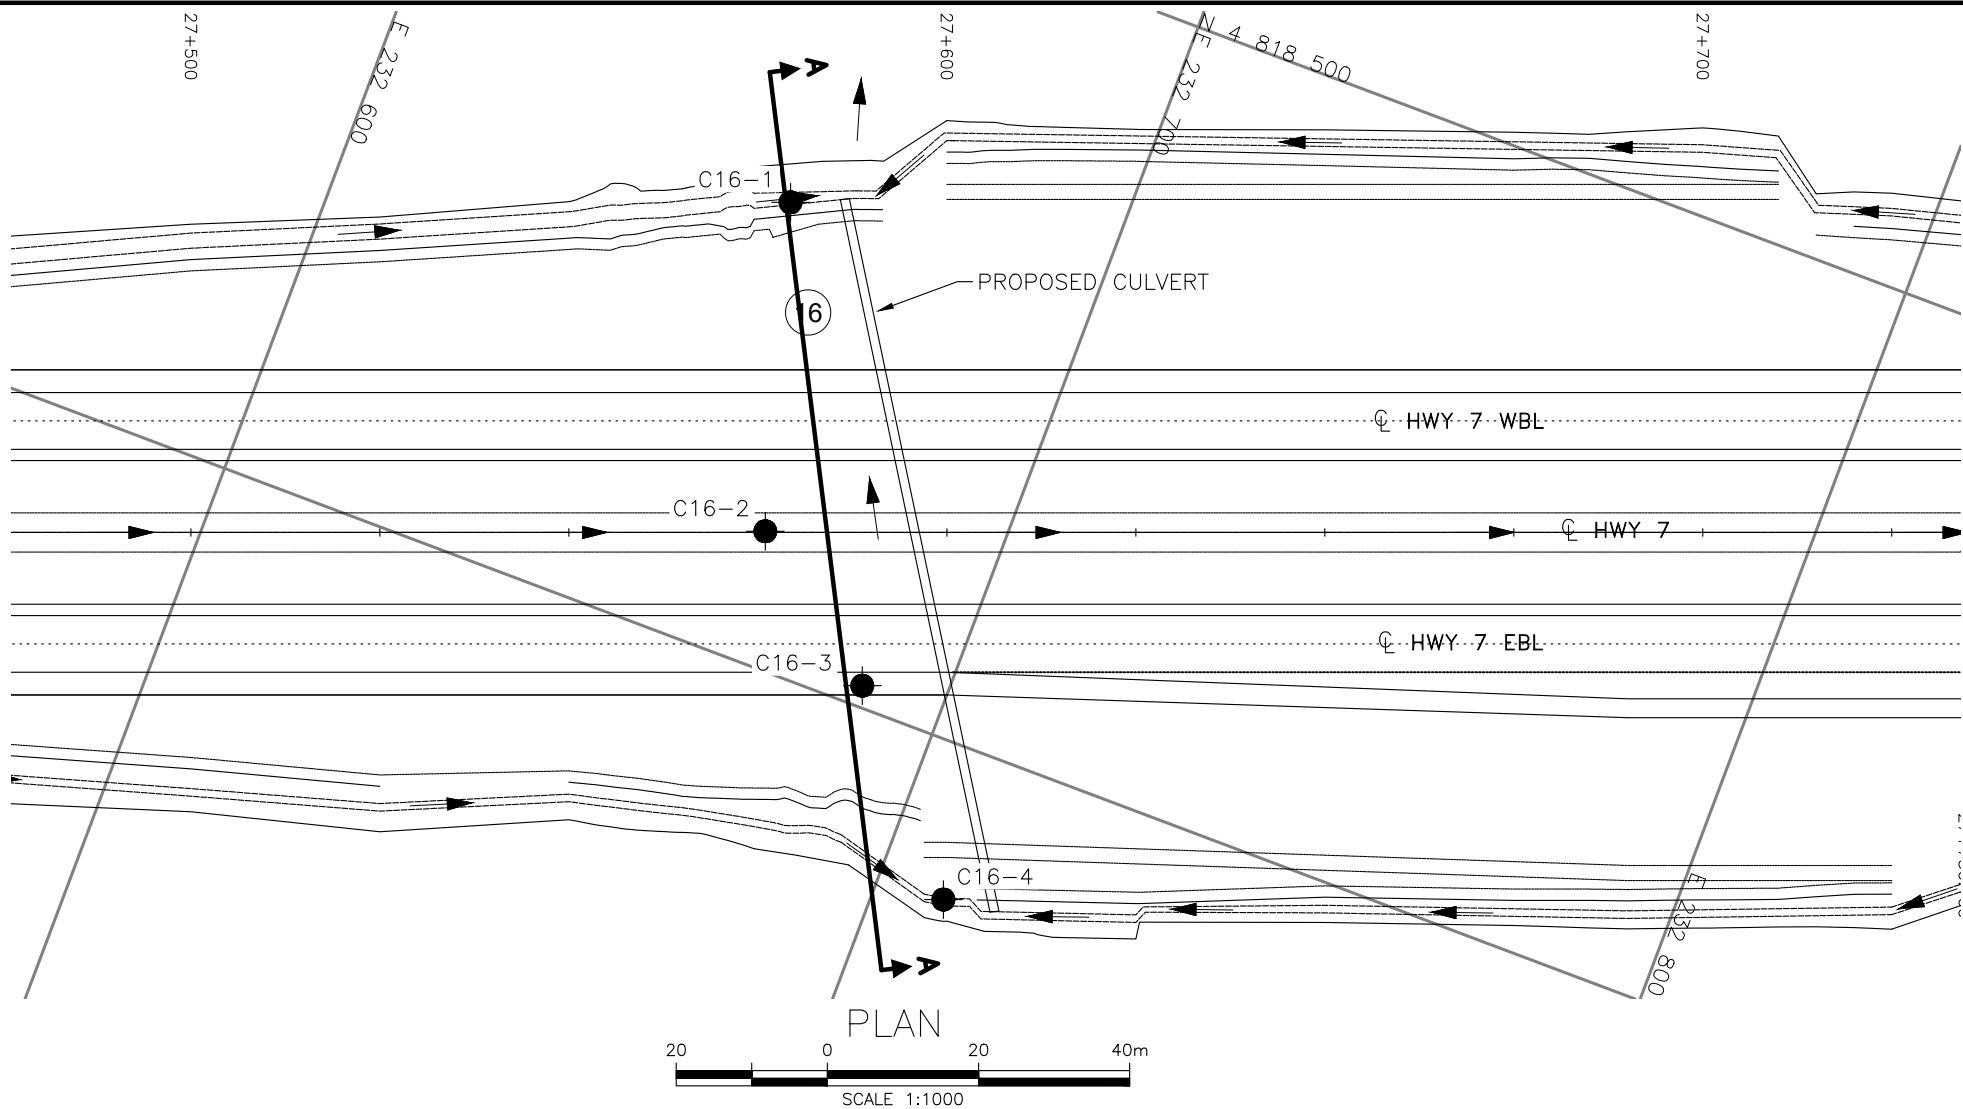 27+500
E 232 600
A
27+600
N 4 818 500
E 232 700
27+700
C16-1
PROPOSED CULVERT
16
℄ HWY 7 WBL
C16-2
℄ HWY 7
℄ HWY 7 EBL
C16-3
C16-4
E 232 800
A
PLAN
20 0 20 40m
SCALE 1:1000